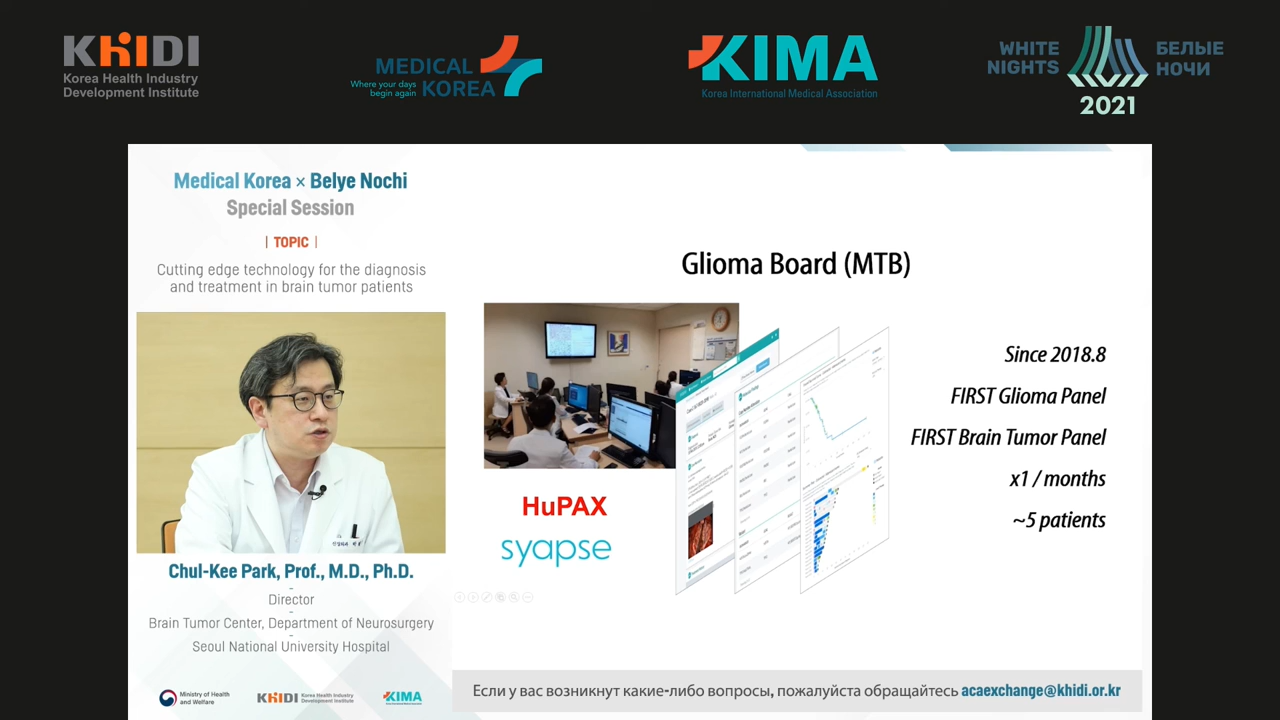 KHIDI
Korea Health Industry
Development Institute
MEDICAL
KOREA
Where your days
begin again
KIMA
Korea International Medical Association
WHITE
NIGHTS
БЕЛЫЕ
НОЧИ
2021
Medical Korea × Belye Nochi
Special Session
| TOPIC |
Cutting edge technology for the diagnosis
and treatment in brain tumor patients
Chul-Kee Park, Prof., M.D., Ph.D.
Director
Brain Tumor Center, Department of Neurosurgery
Seoul National University Hospital
Ministry of Health
and Welfare
KHIDI
Korea Health Industry
Development Institute
KIMA
Glioma Board (MTB)
HuPAX
syapse
Since 2018.8
FIRST Glioma Panel
FIRST Brain Tumor Panel
x1 / months
~5 patients
Если у вас возникнут какие-либо вопросы, пожалуйста обращайтесь acaexchange@khidi.or.kr